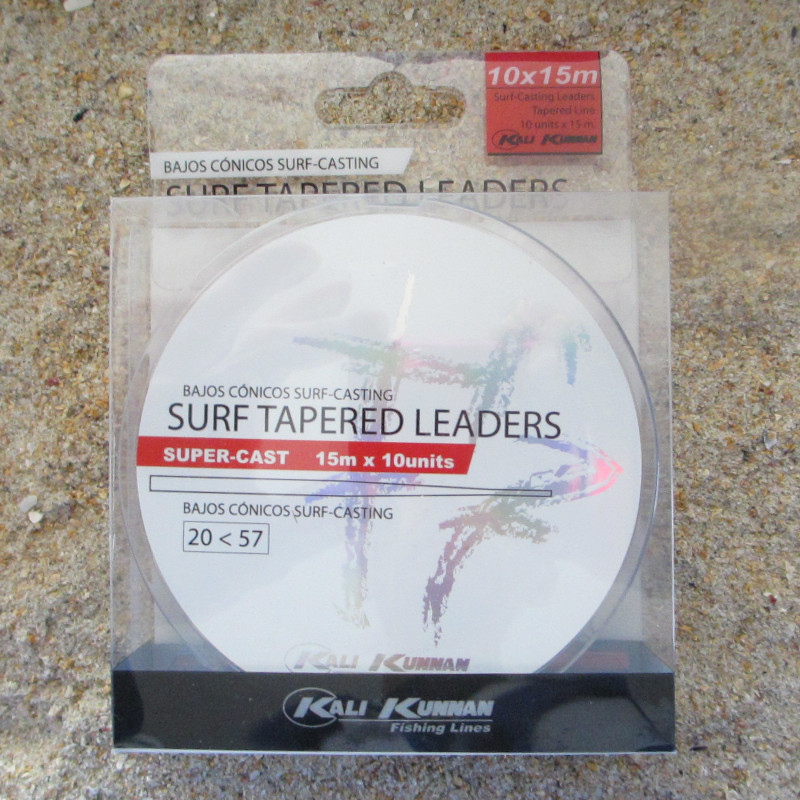 10x15m
Surf-Casting Leaders
Tapered Line
10 units x 15 m.
KALI KUNNAN
BAJOS CÓNICOS SURF-CASTING
SURF TAPERED LEADERS
BAJOS CÓNICOS SURF-CASTING
SURF TAPERED LEADERS
SUPER-CAST 15m x 10units
BAJOS CÓNICOS SURF-CASTING
20 < 57
KALI KUNNAN
KALI KUNNAN
Fishing Lines